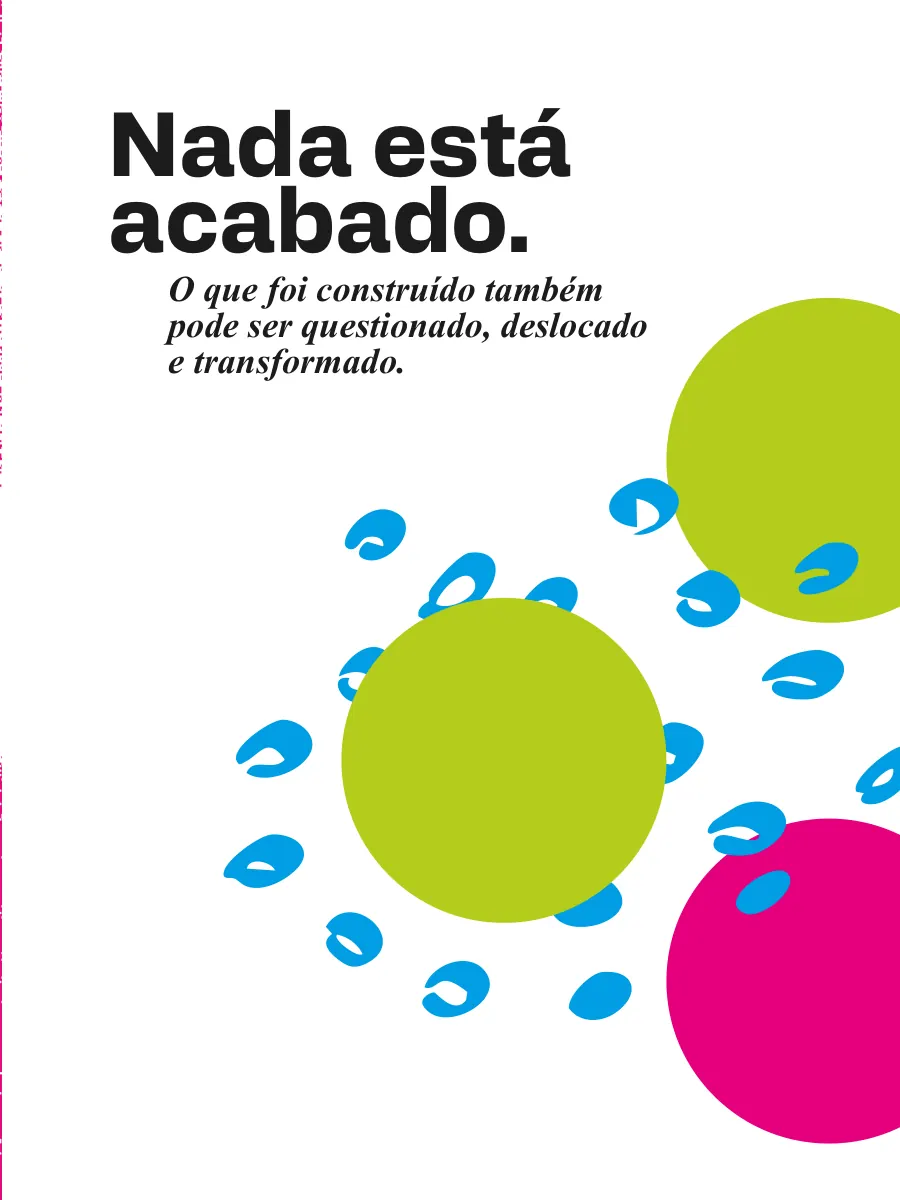 Nada está
acabado.
O que foi construído também
pode ser questionado, deslocado
e transformado.